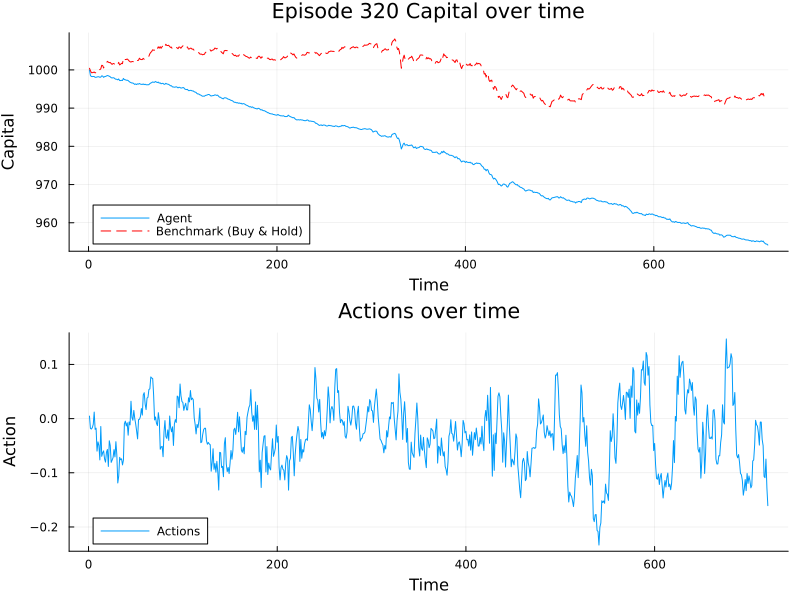 Episode 320 Capital over time
Capital
1000
990
980
970
960
Agent
Benchmark (Buy & Hold)
0
200
400
600
Time
Actions over time
Action
0.1
0.0
−0.1
−0.2
Actions
0
200
400
600
Time